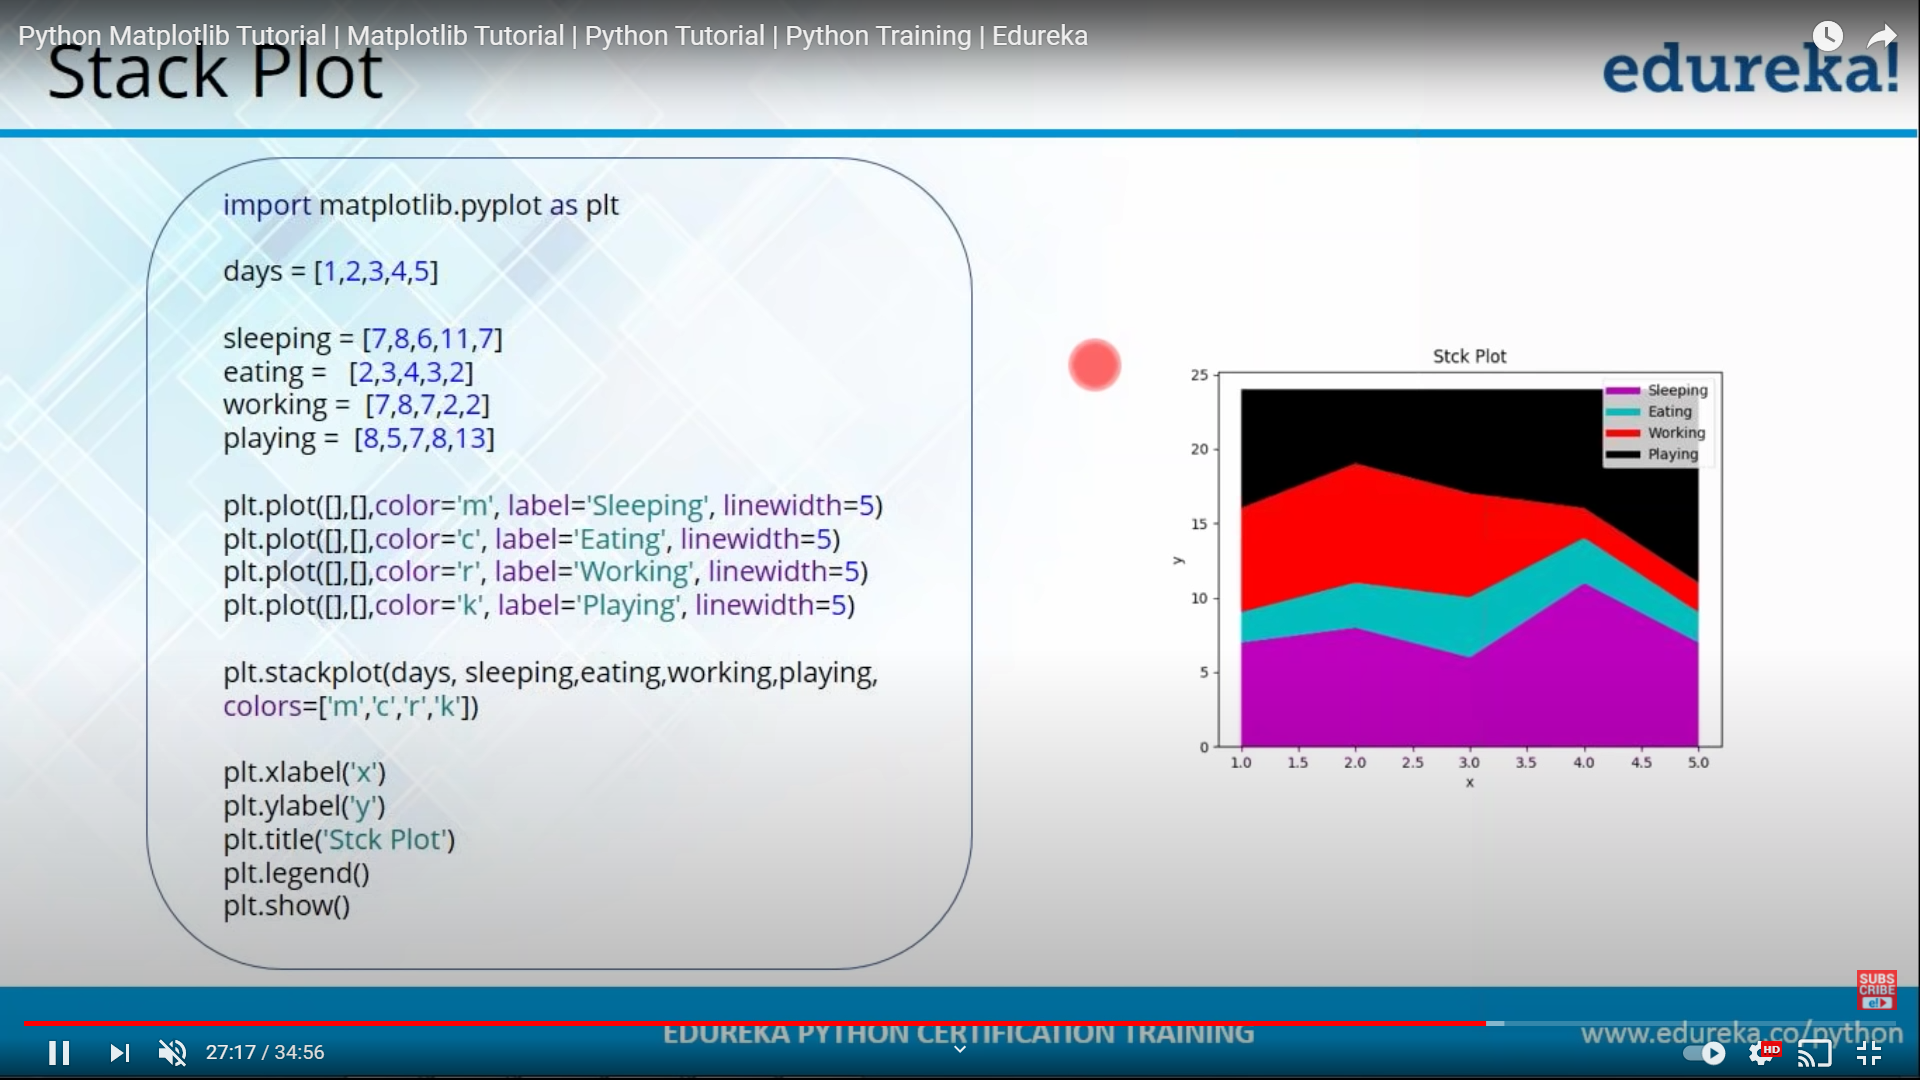 Python Matplotlib Tutorial | Matplotlib Tutorial | Python Tutorial | Python Training | Edureka
Stack Plot
edureka!
import matplotlib.pyplot as plt
days = [1,2,3,4,5]
sleeping = [7,8,6,11,7]
eating = [2,3,4,3,2]
working = [7,8,7,2,2]
playing = [8,5,7,8,13]
plt.plot([],[],color='m', label='Sleeping', linewidth=5)
plt.plot([],[],color='c', label='Eating', linewidth=5)
plt.plot([],[],color='r', label='Working', linewidth=5)
plt.plot([],[],color='k', label='Playing', linewidth=5)
plt.stackplot(days, sleeping,eating,working,playing,
colors=['m','c','r','k'])
plt.xlabel('x')
plt.ylabel('y')
plt.title('Stck Plot')
plt.legend()
plt.show()
Stck Plot
Sleeping
Eating
Working
Playing
25
20
15
10
5
0
y
1.0 1.5 2.0 2.5 3.0 3.5 4.0 4.5 5.0
x
SUBS
CRIBE
e!
EDUREKA PYTHON CERTIFICATION TRAINING
www.edureka.co/python
27:17 / 34:56
HD